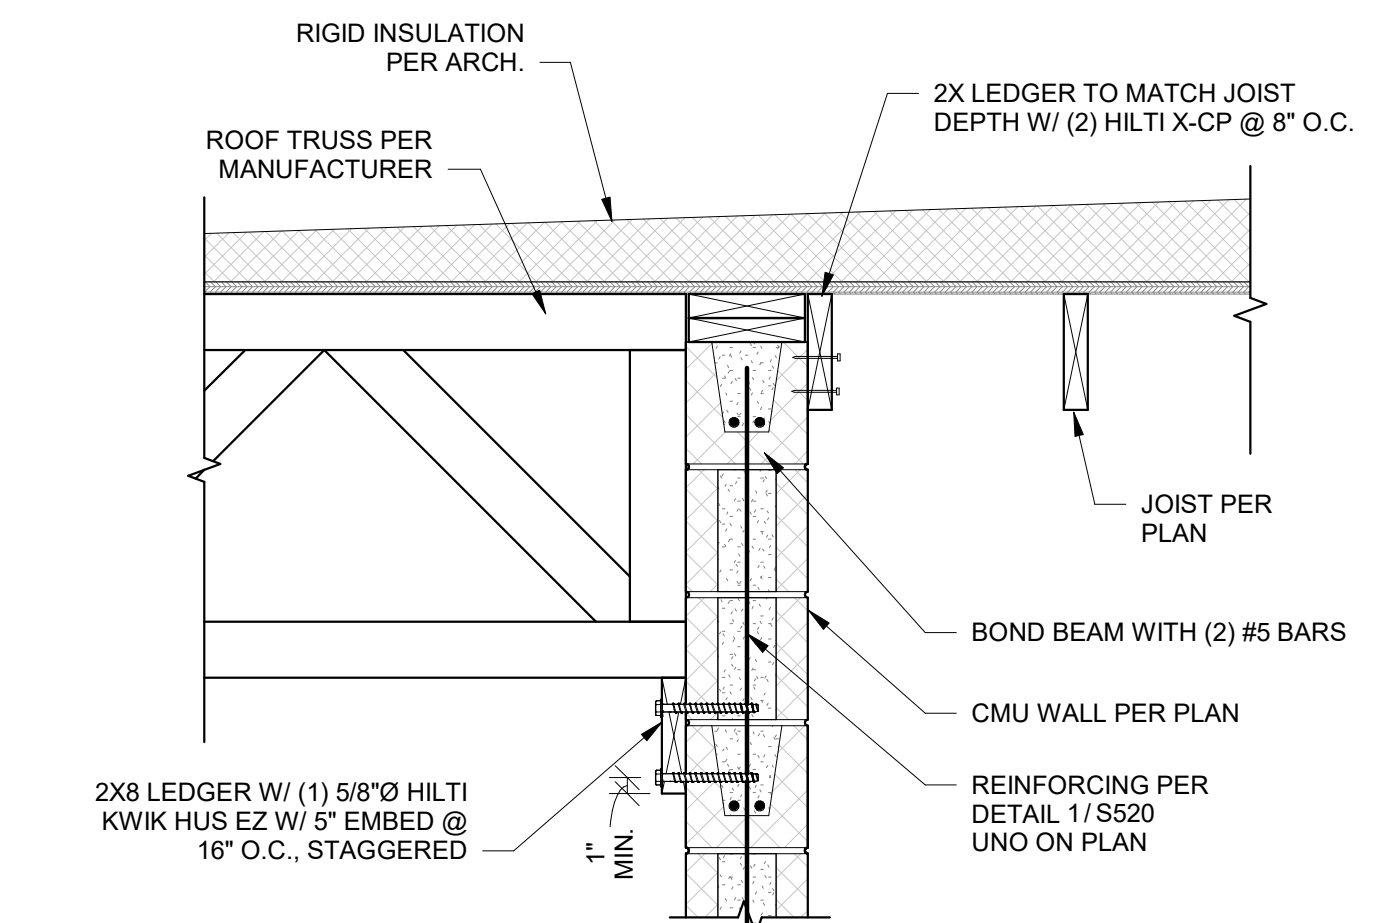 RIGID INSULATION
PER ARCH.
2X LEDGER TO MATCH JOIST
DEPTH W/ (2) HILTI X-CP @ 8" O.C.
ROOF TRUSS PER
MANUFACTURER
JOIST PER
PLAN
BOND BEAM WITH (2) #5 BARS
CMU WALL PER PLAN
REINFORCING PER
DETAIL 1/S520
UNO ON PLAN
2X8 LEDGER W/ (1) 5/8"Ø HILTI
KWIK HUS EZ W/ 5" EMBED @
16" O.C., STAGGERED
1"
MIN.